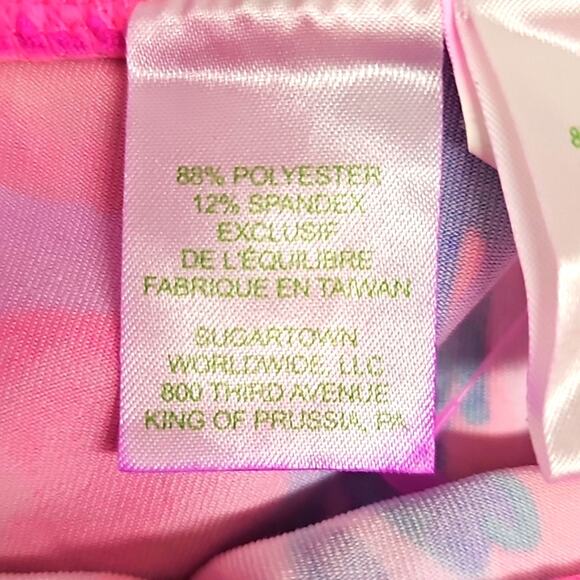 88% POLYESTER
12% SPANDEX
EXCLUSIF
DE L'ÉQUILIBRE
FABRIQUE EN TAIWAN
SUGARTOWN
WORLDWIDE, LLC
800 THIRD AVENUE
KING OF PRUSSIA, PA
8